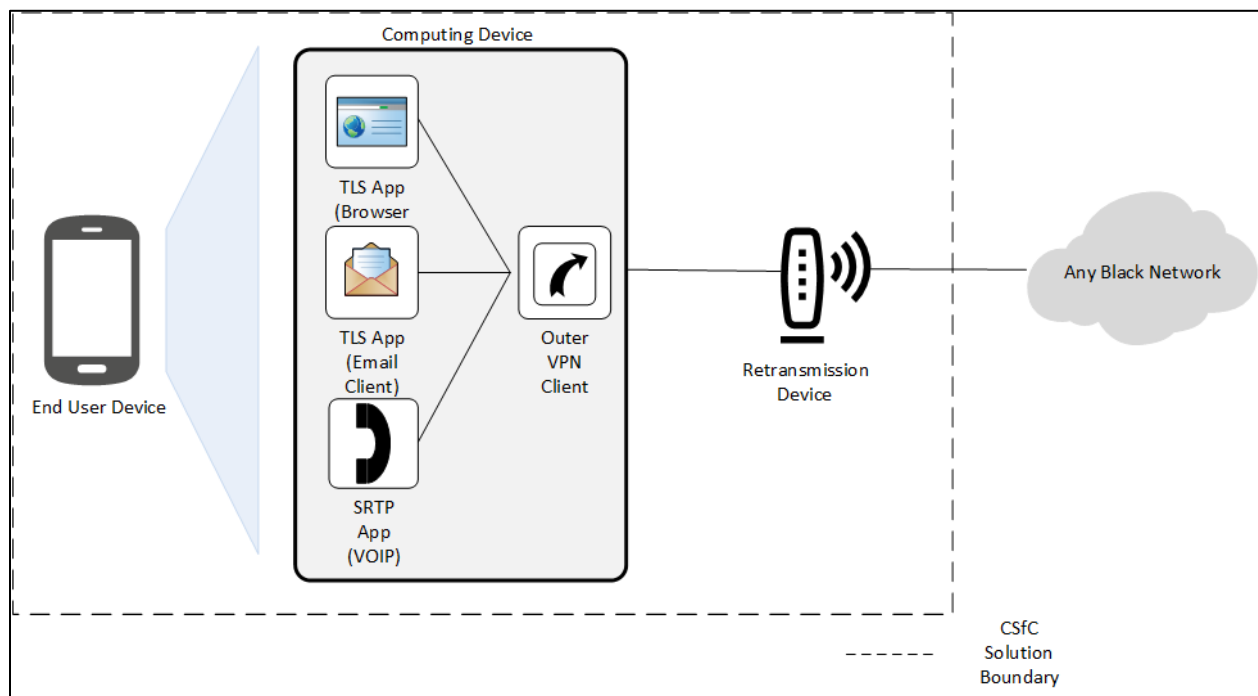 Computing Device
TLS App
(Browser
TLS App
(Email
Client)
SRTP
App
(VOIP)
Outer
VPN
Client
End User Device
Retransmission
Device
Any Black Network
CSfC
Solution
Boundary